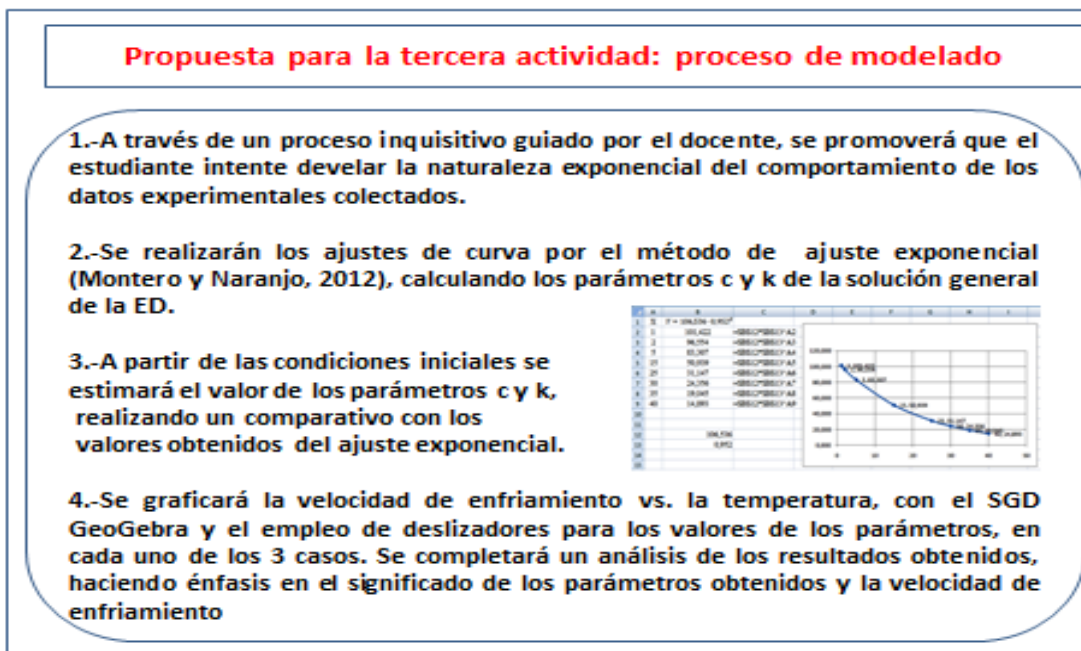 Propuesta para la tercera actividad: proceso de modelado
1.-A través de un proceso inquisitivo guiado por el docente, se promoverá que el
estudiante intente develar la naturaleza exponencial del comportamiento de los
datos experimentales colectados.
2.-Se realizarán los ajustes de curva por el método de ajuste exponencial
(Montero y Naranjo, 2012), calculando los parámetros c y k de la solución general
de la ED.
3.-A partir de las condiciones iniciales se
estimará el valor de los parámetros c y k,
realizando un comparativo con los
valores obtenidos del ajuste exponencial.
4.-Se graficará la velocidad de enfriamiento vs. la temperatura, con el SGD
GeoGebra y el empleo de deslizadores para los valores de los parámetros, en
cada uno de los 3 casos. Se completará un análisis de los resultados obtenidos,
haciendo énfasis en el significado de los parámetros obtenidos y la velocidad de
enfriamiento